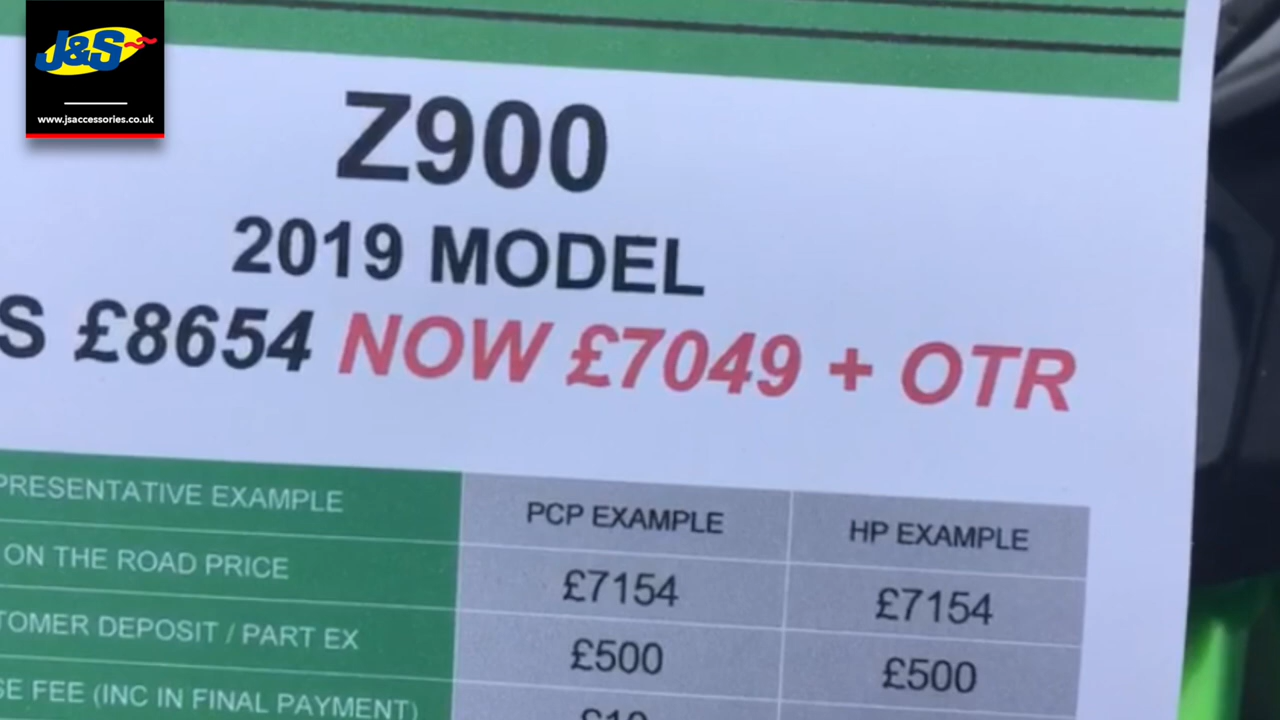 J&S
www.jsaccessories.co.uk
Z900
2019 MODEL
S £8654 NOW £7049 + OTR
PRESENTATIVE EXAMPLE PCP EXAMPLE HP EXAMPLE
ON THE ROAD PRICE £7154 £7154
TOMER DEPOSIT / PART EX £500 £500
SE FEE (INC IN FINAL PAYMENT) £10